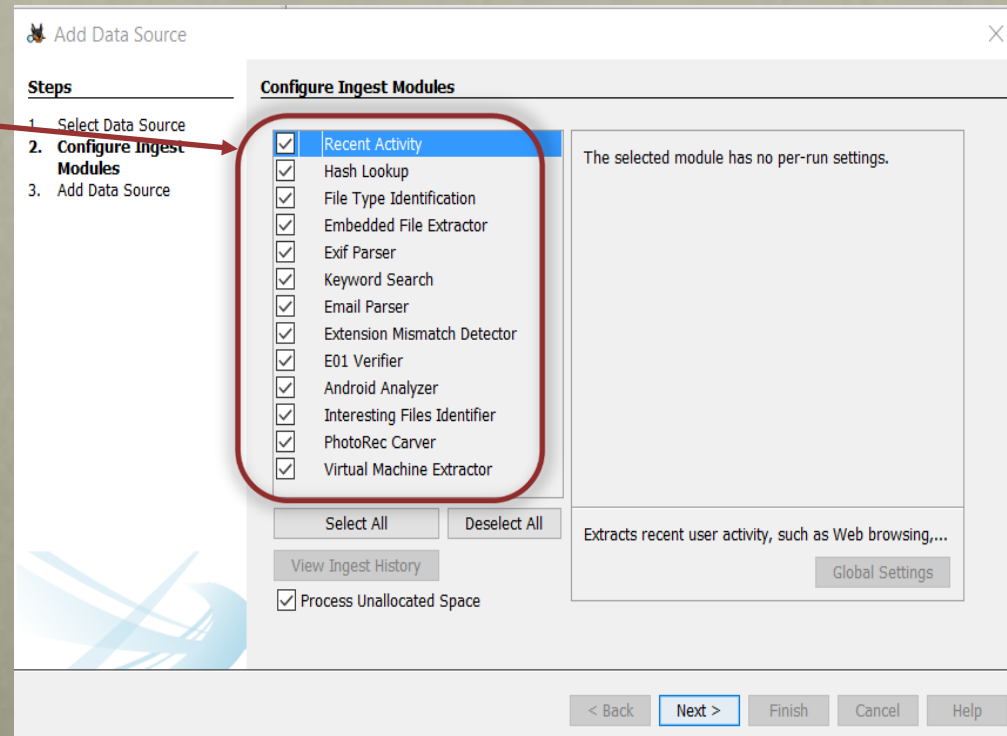 Add Data Source
Steps
1. Select Data Source
2. Configure Ingest
Modules
3. Add Data Source
Configure Ingest Modules
Recent Activity
Hash Lookup
File Type Identification
Embedded File Extractor
Exif Parser
Keyword Search
Email Parser
Extension Mismatch Detector
E01 Verifier
Android Analyzer
Interesting Files Identifier
PhotoRec Carver
Virtual Machine Extractor
Select All Deselect All
View Ingest History
Process Unallocated Space
The selected module has no per-run settings.
Extracts recent user activity, such as Web browsing,...
Global Settings
< Back Next > Finish Cancel Help